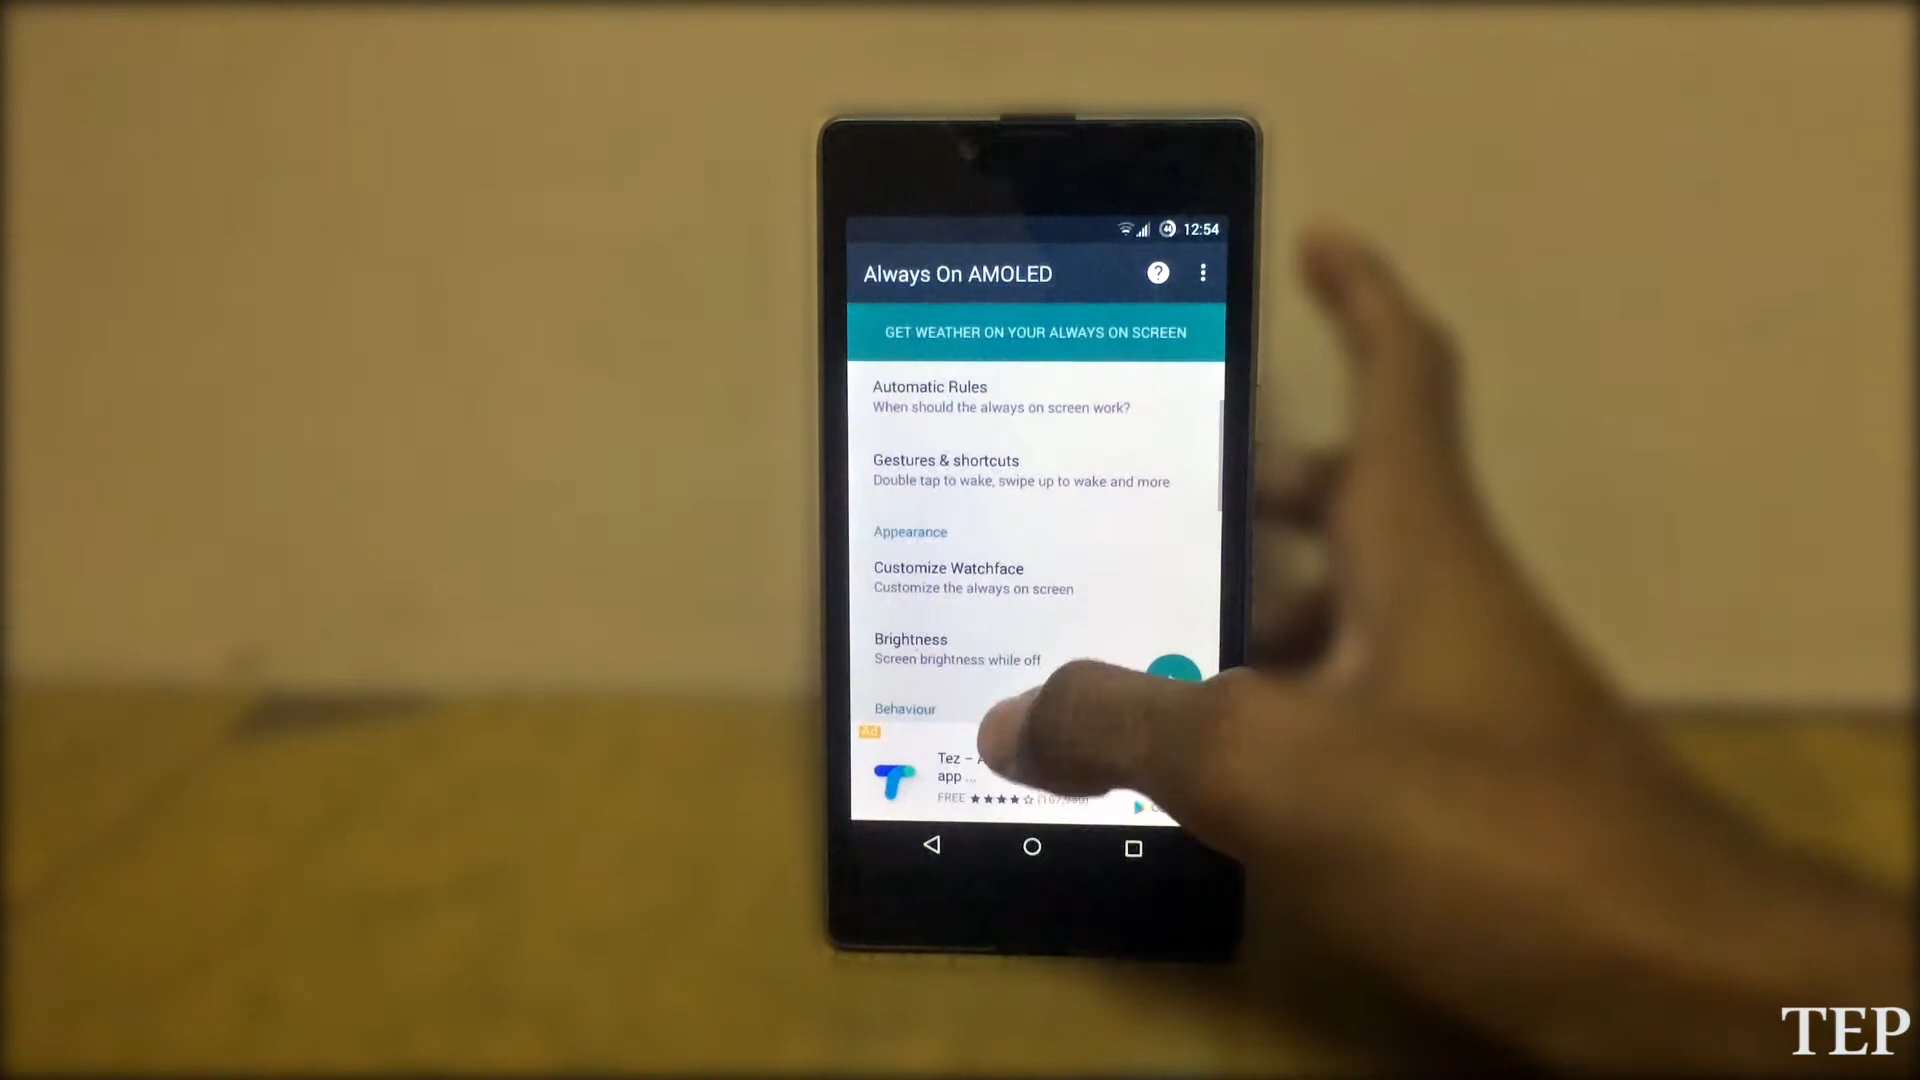 12:54
Always On AMOLED
GET WEATHER ON YOUR ALWAYS ON SCREEN
Automatic Rules
When should the always on screen work?
Gestures & shortcuts
Double tap to wake, swipe up to wake and more
Appearance
Customize Watchface
Customize the always on screen
Brightness
Screen brightness while off
Behaviour
Ad
Tez –
app ...
FREE ★★★★☆
TEP